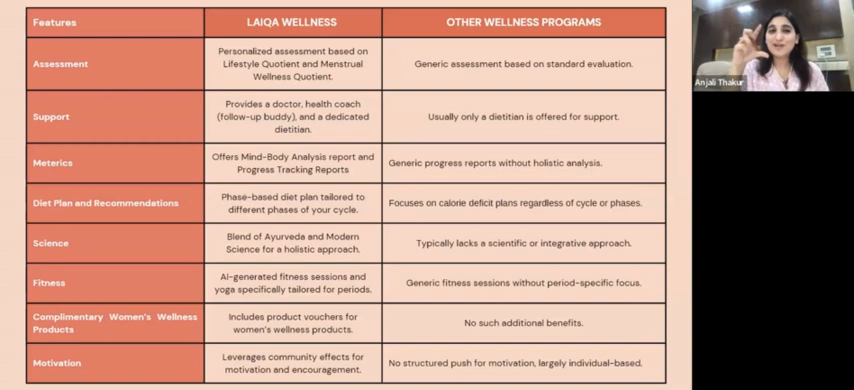 Features
LAIQA WELLNESS
OTHER WELLNESS PROGRAMS
Assessment
Personalized assessment based on
Lifestyle Quotient and Menstrual
Wellness Quotient.
Generic assessment based on standard evaluation.
Support
Provides a doctor, health coach
(follow-up buddy), and a dedicated
dietitian.
Usually only a dietitian is offered for support.
Meterics
Offers Mind-Body Analysis report and
Progress Tracking Reports
Generic progress reports without holistic analysis.
Diet Plan and Recommendations
Phase-based diet plan tailored to
different phases of your cycle.
Focuses on calorie deficit plans regardless of cycle or phases.
Science
Blend of Ayurveda and Modern
Science for a holistic approach.
Typically lacks a scientific or integrative approach.
Fitness
AI-generated fitness sessions and
yoga specifically tailored for periods.
Generic fitness sessions without period-specific focus.
Complimentary Women's Wellness
Products
Includes product vouchers for
women's wellness products.
No such additional benefits.
Motivation
Leverages community effects for
motivation and encouragement.
No structured push for motivation, largely individual-based.
Anjali Thakur